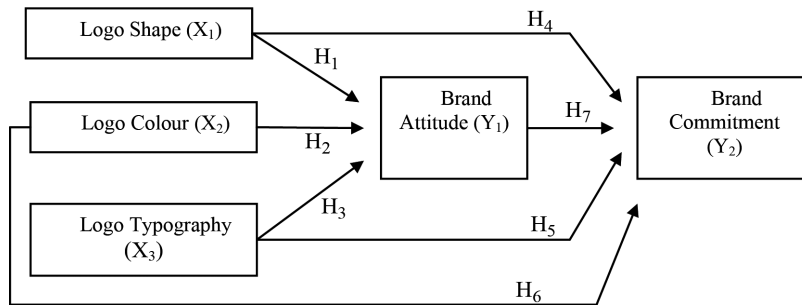 Logo Shape (X₁)
H₄
H₁
Logo Colour (X₂)
H₂
Brand
Attitude (Y₁)
H₇
Brand
Commitment
(Y₂)
H₃
Logo Typography
(X₃)
H₅
H₆